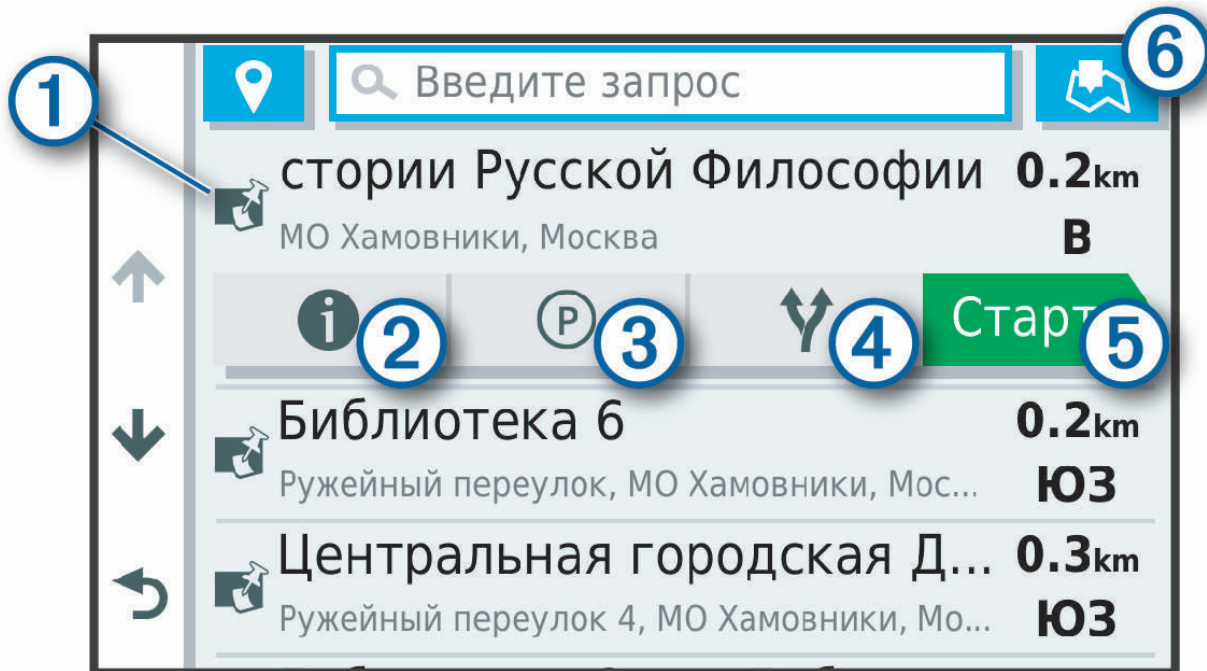 6
1
Введите запрос
стории Русской Философии 0.2km
МО Хамовники, Москва В
i 2 P 3 4 Старт 5
Библиотека 6 0.2km
Ружейный переулок, МО Хамовники, Мос... ЮЗ
Центральная городская Д... 0.3km
Ружейный переулок 4, МО Хамовники, Мо... ЮЗ